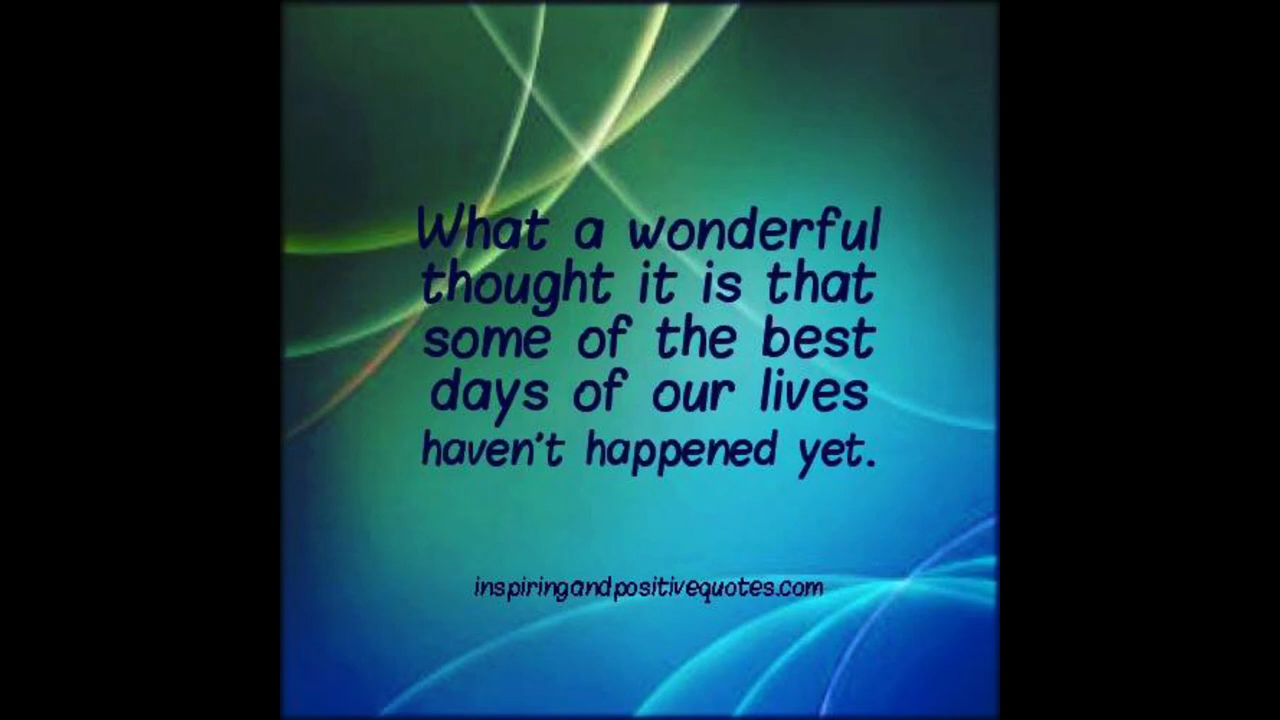 What a wonderful
thought it is that
some of the best
days of our lives
haven't happened yet.
inspiringandpositivequotes.com